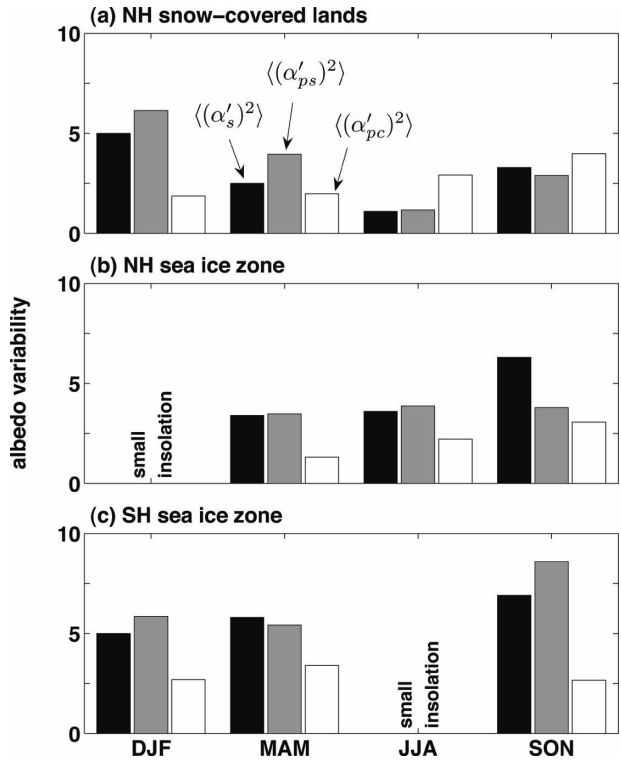 (a) NH snow−covered lands
10
5
0
⟨(α′ₛ)²⟩
⟨(α′ₚₛ)²⟩
⟨(α′ₚ꜀)²⟩
(b) NH sea ice zone
10
5
0
small
insolation
albedo variability
(c) SH sea ice zone
10
5
0
small
insolation
DJF MAM JJA SON